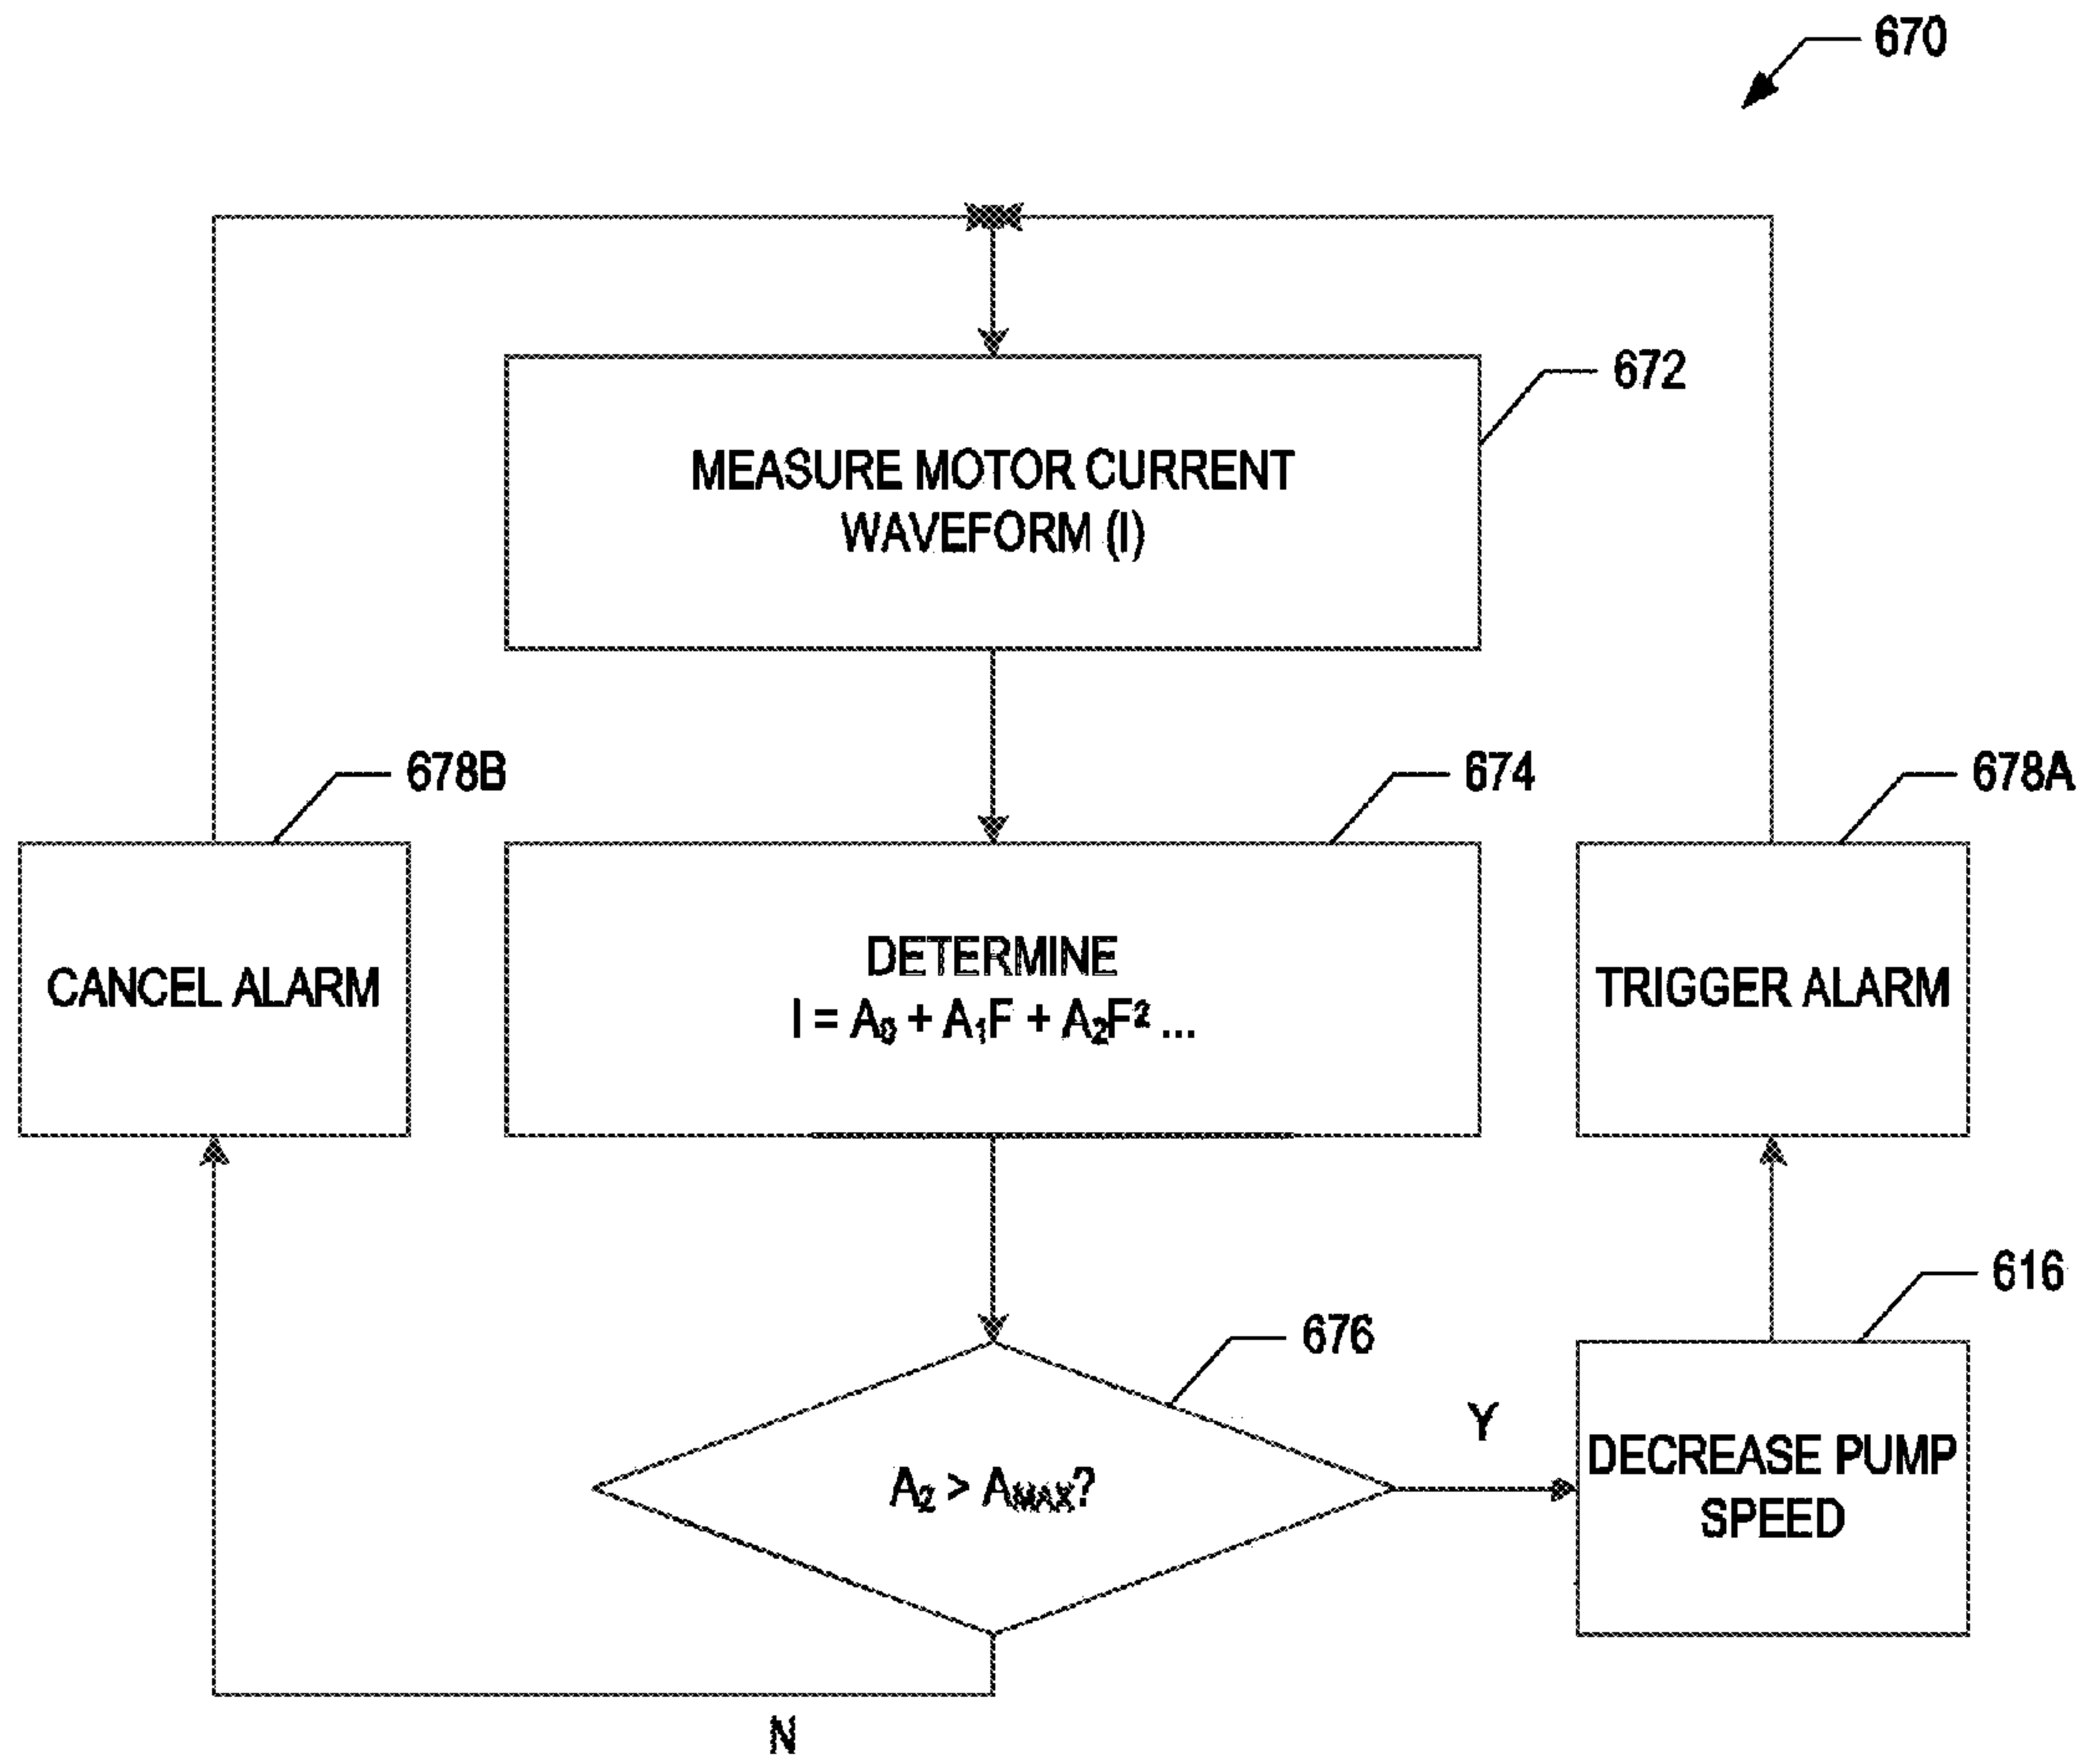 670
672
MEASURE MOTOR CURRENT
WAVEFORM (I)
678B
674
678A
CANCEL ALARM
DETERMINE
I = A₀ + A₁F + A₂F² ...
TRIGGER ALARM
616
676
Y
A₂ > A_MAX?
DECREASE PUMP
SPEED
N